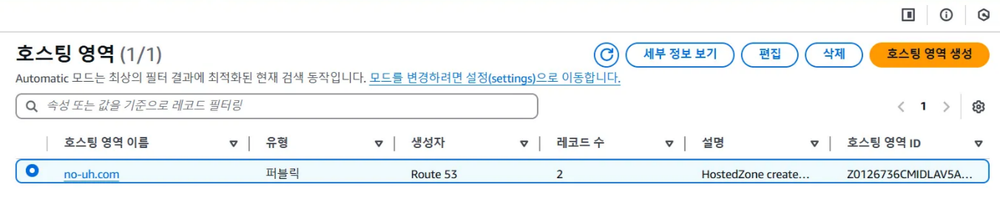 호스팅 영역 (1/1)
세부 정보 보기 편집 삭제 호스팅 영역 생성
Automatic 모드는 최상의 필터 결과에 최적화된 현재 검색 동작입니다. 모드를 변경하려면 설정(settings)으로 이동합니다.
속성 또는 값을 기준으로 레코드 필터링
1
호스팅 영역 이름 유형 생성자 레코드 수 설명 호스팅 영역 ID
no-uh.com 퍼블릭 Route 53 2 HostedZone create... Z0126736CMIDLAV5A...